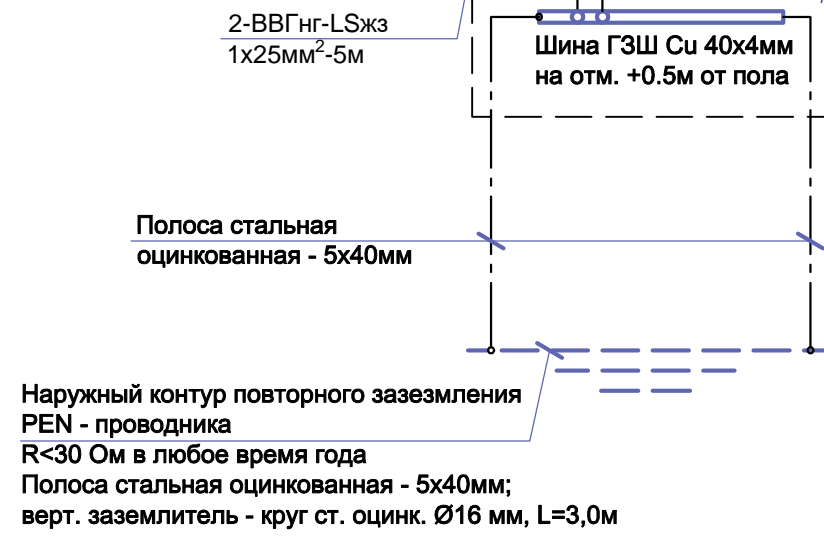 2-ВВГнг-LSжз
1х25мм²-5м
Шина ГЗШ Cu 40х4мм
на отм. +0.5м от пола
Полоса стальная
оцинкованная - 5х40мм
Наружный контур повторного зазезмления
PEN - проводника
R<30 Ом в любое время года
Полоса стальная оцинкованная - 5х40мм;
верт. заземлитель - круг ст. оцинк. Ø16 мм, L=3,0м